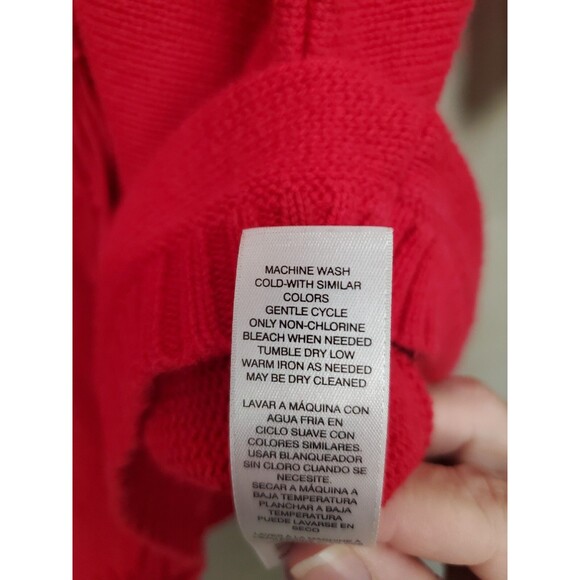 MACHINE WASH
COLD-WITH SIMILAR
COLORS
GENTLE CYCLE
ONLY NON-CHLORINE
BLEACH WHEN NEEDED
TUMBLE DRY LOW
WARM IRON AS NEEDED
MAY BE DRY CLEANED
LAVAR A MÁQUINA CON
AGUA FRIA EN
CICLO SUAVE CON
COLORES SIMILARES.
USAR BLANQUEADOR
SIN CLORO CUANDO SE
NECESITE.
SECAR A MÁQUINA A
BAJA TEMPERATURA
PLANCHAR A BAJA
TEMPERATURA
PUEDE LAVARSE EN
SECO